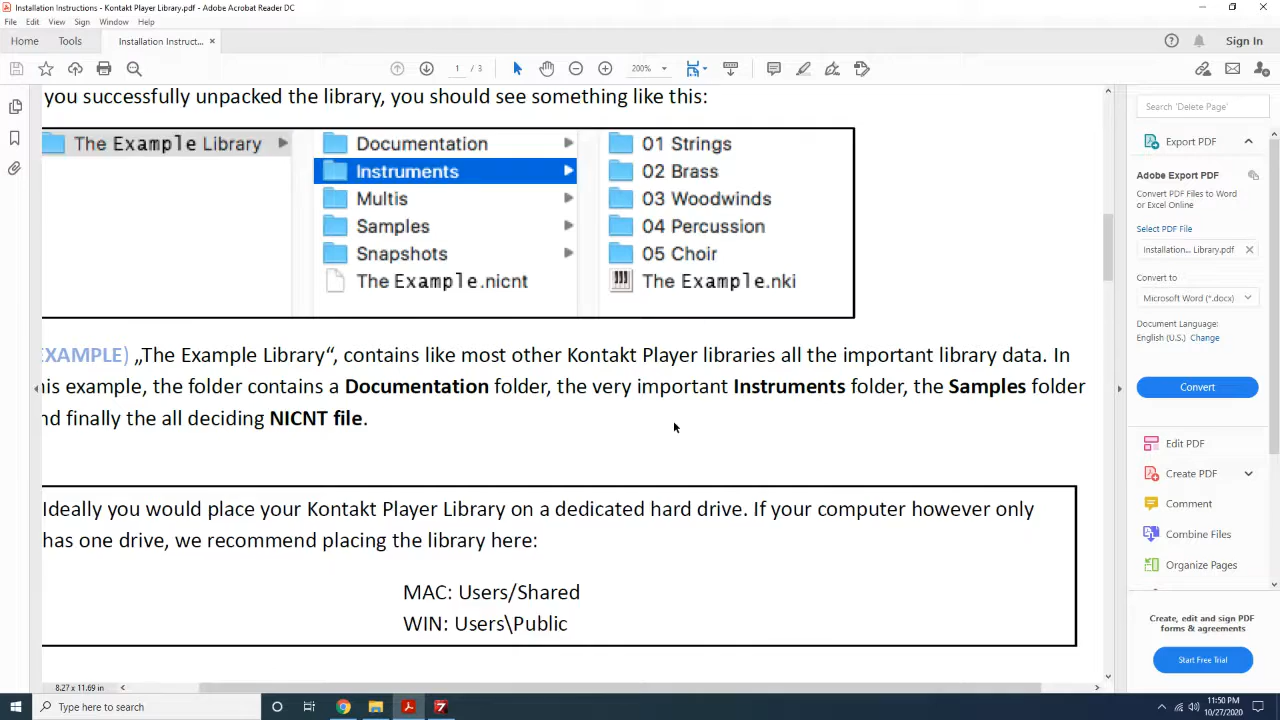 Installation Instructions - Kontakt Player Library.pdf - Adobe Acrobat Reader DC
File Edit View Sign Window Help
Home Tools Installation Instruct... × Sign In
1 / 3 200%
you successfully unpacked the library, you should see something like this:
The Example Library Documentation 01 Strings
Instruments 02 Brass
Multis 03 Woodwinds
Samples 04 Percussion
Snapshots 05 Choir
The Example.nicnt The Example.nki
EXAMPLE) „The Example Library“, contains like most other Kontakt Player libraries all the important library data. In
is example, the folder contains a Documentation folder, the very important Instruments folder, the Samples folder
nd finally the all deciding NICNT file.
Ideally you would place your Kontakt Player Library on a dedicated hard drive. If your computer however only
has one drive, we recommend placing the library here:
MAC: Users/Shared
WIN: Users\Public
8.27 x 11.69 in
Search 'Delete Page'
Export PDF
Adobe Export PDF
Convert PDF Files to Word
or Excel Online
Select PDF File
Installation... Library.pdf
Convert to
Microsoft Word (*.docx)
Document Language:
English (U.S.) Change
Convert
Edit PDF
Create PDF
Comment
Combine Files
Organize Pages
Create, edit and sign PDF
forms & agreements
Start Free Trial
Type here to search
11:50 PM
10/27/2020